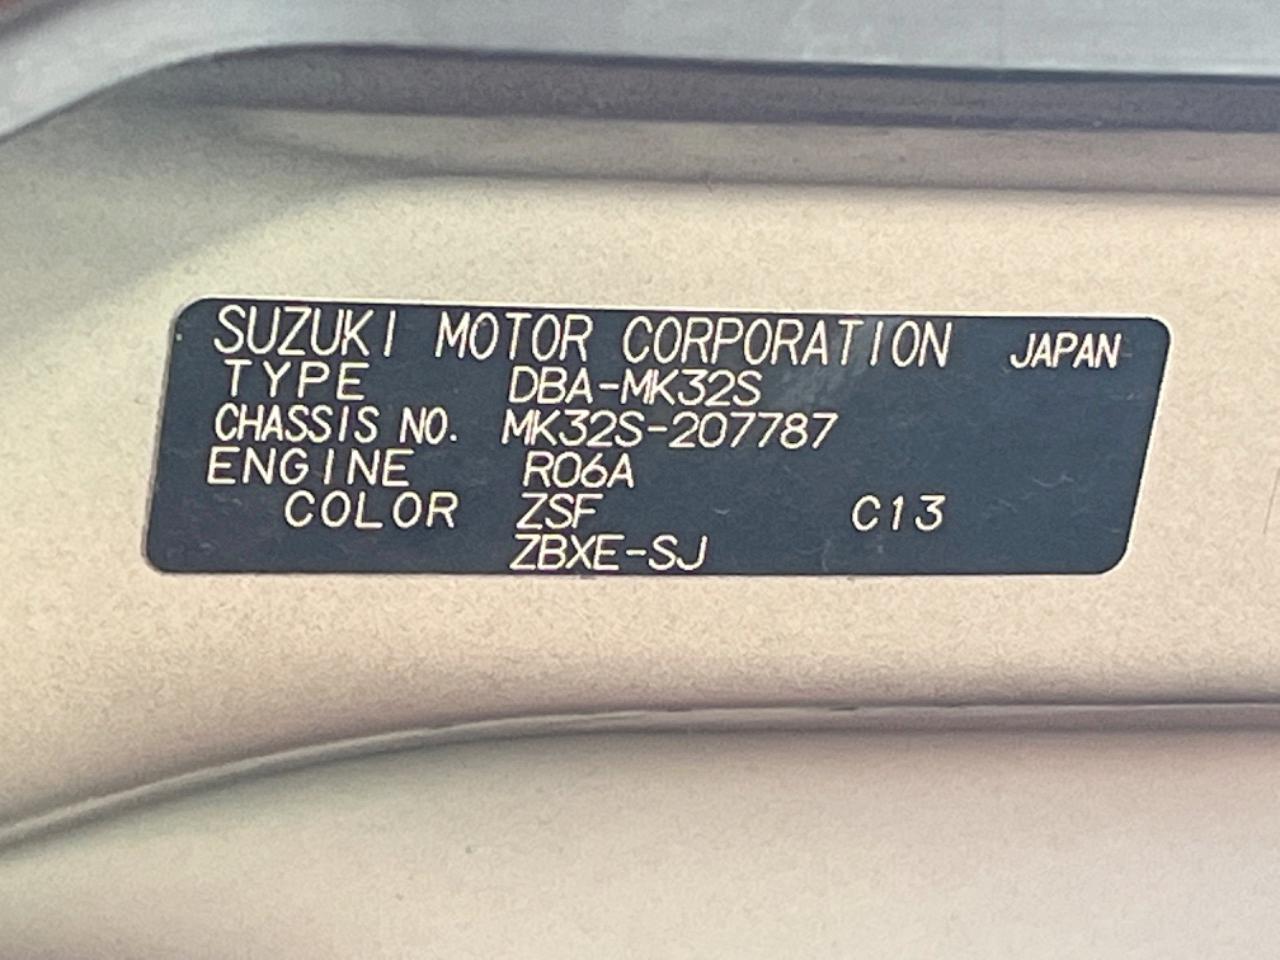 SUZUKI MOTOR CORPORATION JAPAN
TYPE DBA-MK32S
CHASSIS NO. MK32S-207787
ENGINE R06A
COLOR ZSF C13
ZBXE-SJ